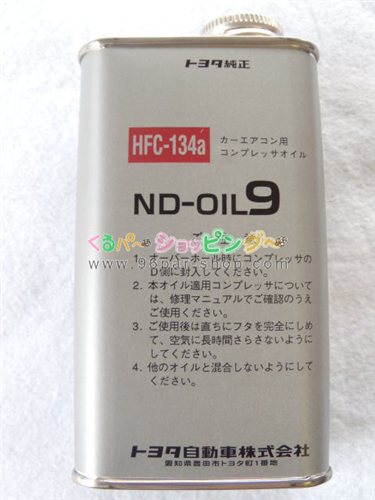 トヨタ純正
HFC-134a
カーエアコン用
コンプレッサオイル
ND-OIL9
くるパーショッピング
www.96par-shop.com
1. オーバーホール時にコンプレッサの
D側に封入してください。
2. 本オイル適用コンプレッサについて
は、修理マニュアルでご確認のうえ
ご使用ください。
3. ご使用後は直ちにフタを完全にしめ
て、空気に長時間さらさないように
してください。
4. 他のオイルと混合しないようにして
ください。
トヨタ自動車株式会社
愛知県豊田市トヨタ町1番地